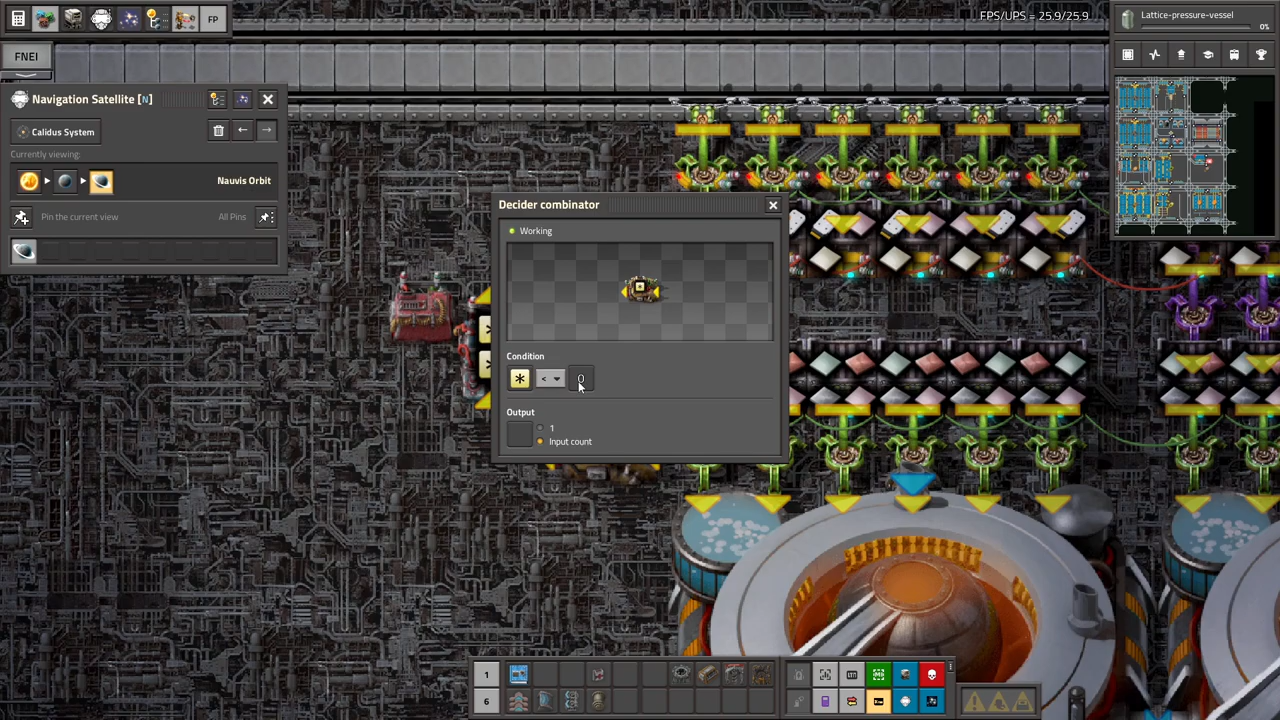 FP
FPS/UPS = 25.9/25.9
Lattice-pressure-vessel
0%
FNEI
Navigation Satellite [N]
Calidus System
Currently viewing:
Nauvis Orbit
Pin the current view
All Pins
Decider combinator
Working
Condition
< 0
Output
1
Input count
1
6